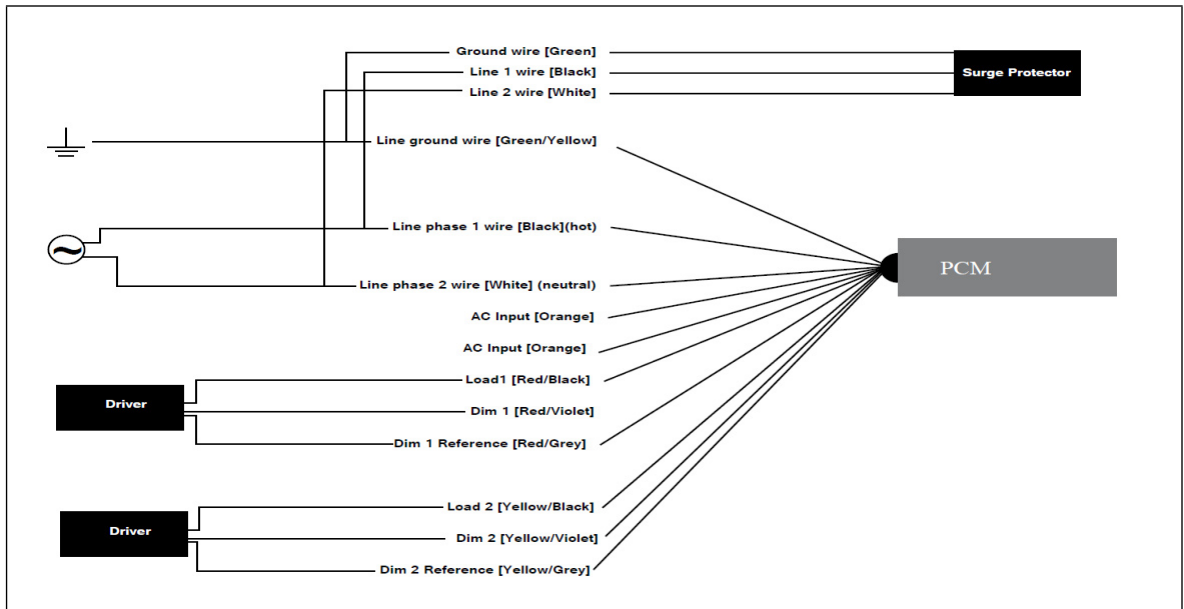 Ground wire [Green]
Line 1 wire [Black]
Surge Protector
Line 2 wire [White]
Line ground wire [Green/Yellow]
Line phase 1 wire [Black](hot)
PCM
Line phase 2 wire [White] (neutral)
AC Input [Orange]
AC Input [Orange]
Load1 [Red/Black]
Driver
Dim 1 [Red/Violet]
Dim 1 Reference [Red/Grey]
Load 2 [Yellow/Black]
Driver
Dim 2 [Yellow/Violet]
Dim 2 Reference [Yellow/Grey]